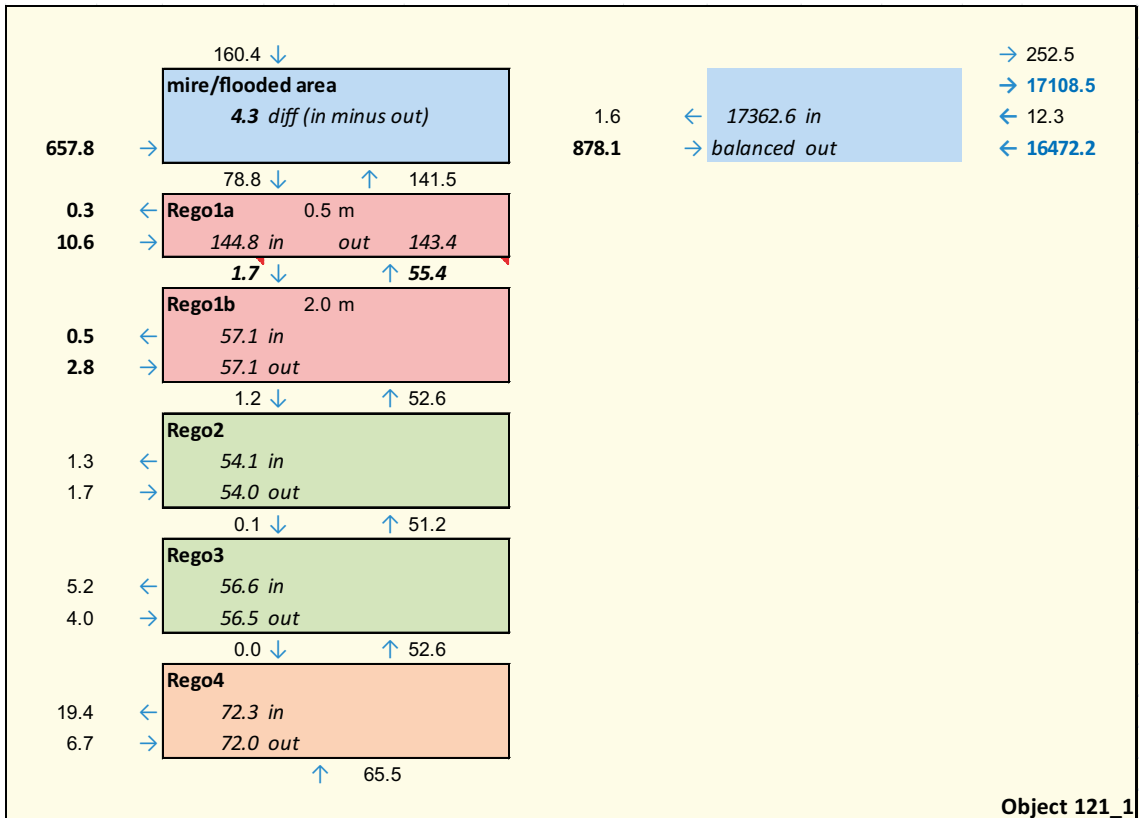 160.4 ↓ → 252.5
mire/flooded area → 17108.5
4.3 diff (in minus out) 1.6 ← 17362.6 in ← 12.3
657.8 → 878.1 → balanced out ← 16472.2
78.8 ↓ ↑ 141.5
0.3 ← Rego1a 0.5 m
10.6 → 144.8 in out 143.4
1.7 ↓ ↑ 55.4
Rego1b 2.0 m
0.5 ← 57.1 in
2.8 → 57.1 out
1.2 ↓ ↑ 52.6
Rego2
1.3 ← 54.1 in
1.7 → 54.0 out
0.1 ↓ ↑ 51.2
Rego3
5.2 ← 56.6 in
4.0 → 56.5 out
0.0 ↓ ↑ 52.6
Rego4
19.4 ← 72.3 in
6.7 → 72.0 out
↑ 65.5
Object 121_1